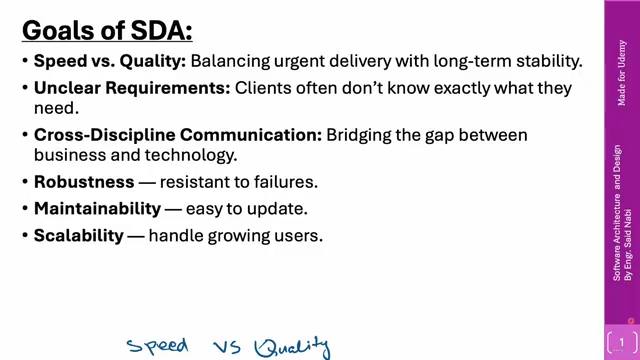 Goals of SDA:
• Speed vs. Quality: Balancing urgent delivery with long-term stability.
• Unclear Requirements: Clients often don't know exactly what they
need.
• Cross-Discipline Communication: Bridging the gap between
business and technology.
• Robustness — resistant to failures.
• Maintainability — easy to update.
• Scalability — handle growing users.
Speed vs Quality
Made for Udemy
Software Architecture and Design
By Engr. Said Nabi
1